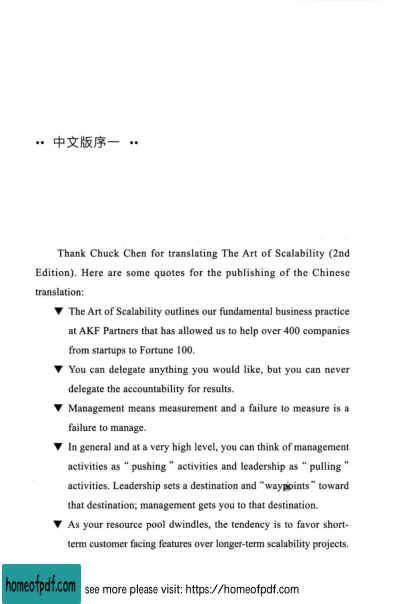 •• 中文版序一 ••
Thank Chuck Chen for translating The Art of Scalability (2nd
Edition). Here are some quotes for the publishing of the Chinese
translation:
▼ The Art of Scalability outlines our fundamental business practice
at AKF Partners that has allowed us to help over 400 companies
from startups to Fortune 100.
▼ You can delegate anything you would like, but you can never
delegate the accountability for results.
▼ Management means measurement and a failure to measure is a
failure to manage.
▼ In general and at a very high level, you can think of management
activities as “ pushing ” activities and leadership as “ pulling ”
activities. Leadership sets a destination and “waypoints ” toward
that destination; management gets you to that destination.
▼ As your resource pool dwindles, the tendency is to favor short-
term customer facing features over longer-term scalability projects.
homeofpdf.com see more please visit: https://homeofpdf.com